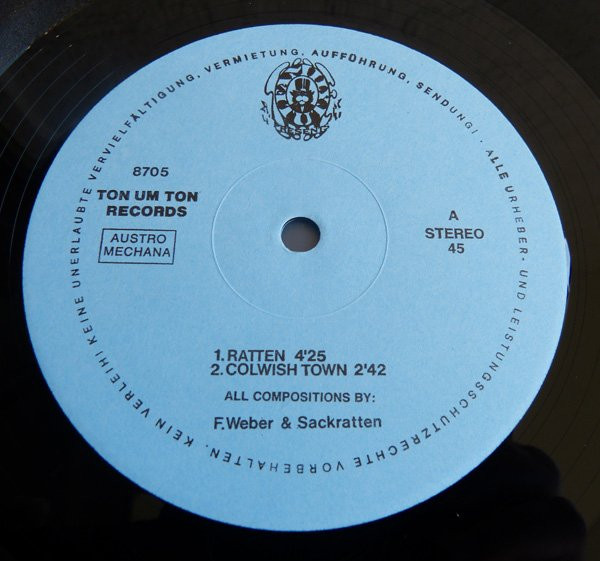 ALLE URHEBER- UND LEISTUNGSSCHUTZRECHTE VORBEHALTEN. KEIN VERLEIH! KEINE UNERLAUBTE VERVIELFÄLTIGUNG, VERMIETUNG, AUFFÜHRUNG, SENDUNG!
8705
TON UM TON
RECORDS
AUSTRO
MECHANA
A
STEREO
45
1. RATTEN 4'25
2. COLWISH TOWN 2'42
ALL COMPOSITIONS BY:
F.Weber & Sackratten